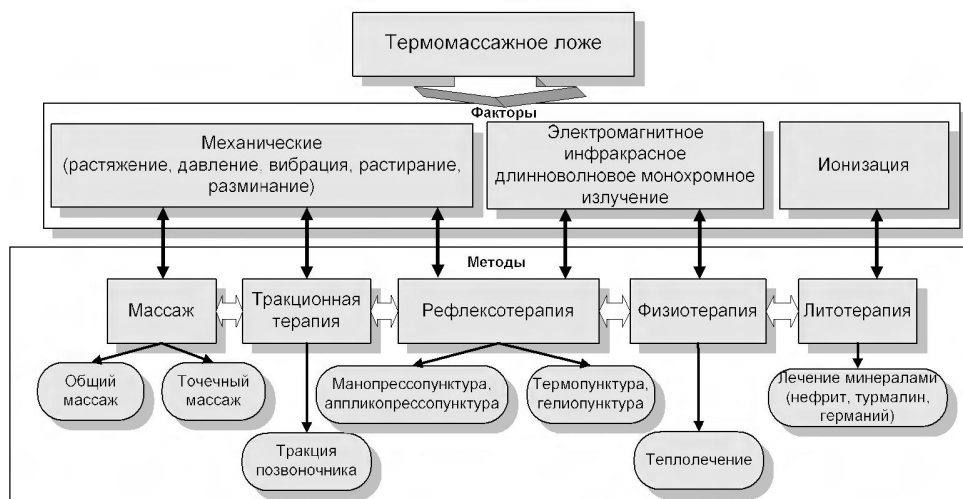 Термомассажное ложе
Факторы
Механические
(растяжение, давление, вибрация, растирание,
разминание)
Электромагнитное
инфракрасное
длинноволновое монохромное
излучение
Ионизация
Методы
Массаж
Тракционная
терапия
Рефлексотерапия
Физиотерапия
Литотерапия
Общий
массаж
Точечный
массаж
Манопрессопунктура,
аппликопрессопунктура
Термопунктура,
гелиопунктура
Лечение минералами
(нефрит, турмалин,
германий)
Тракция
позвоночника
Теплолечение